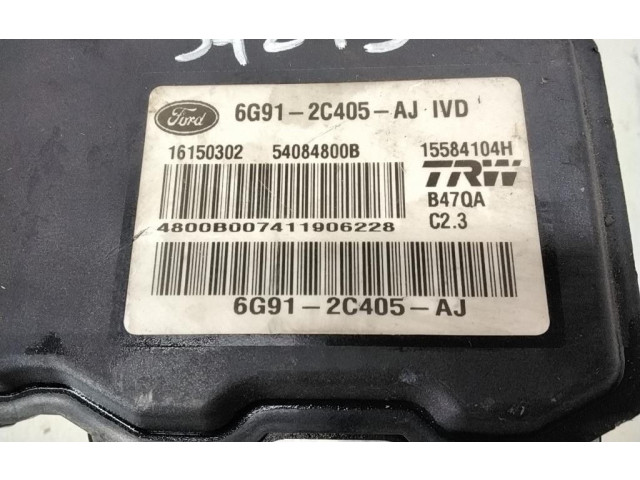 Ford
6G91-2C405-AJ IVD
16150302 54084800B 15584104H
TRW
B47QA
4800B007411906228 C2.3
6G91-2C405-AJ